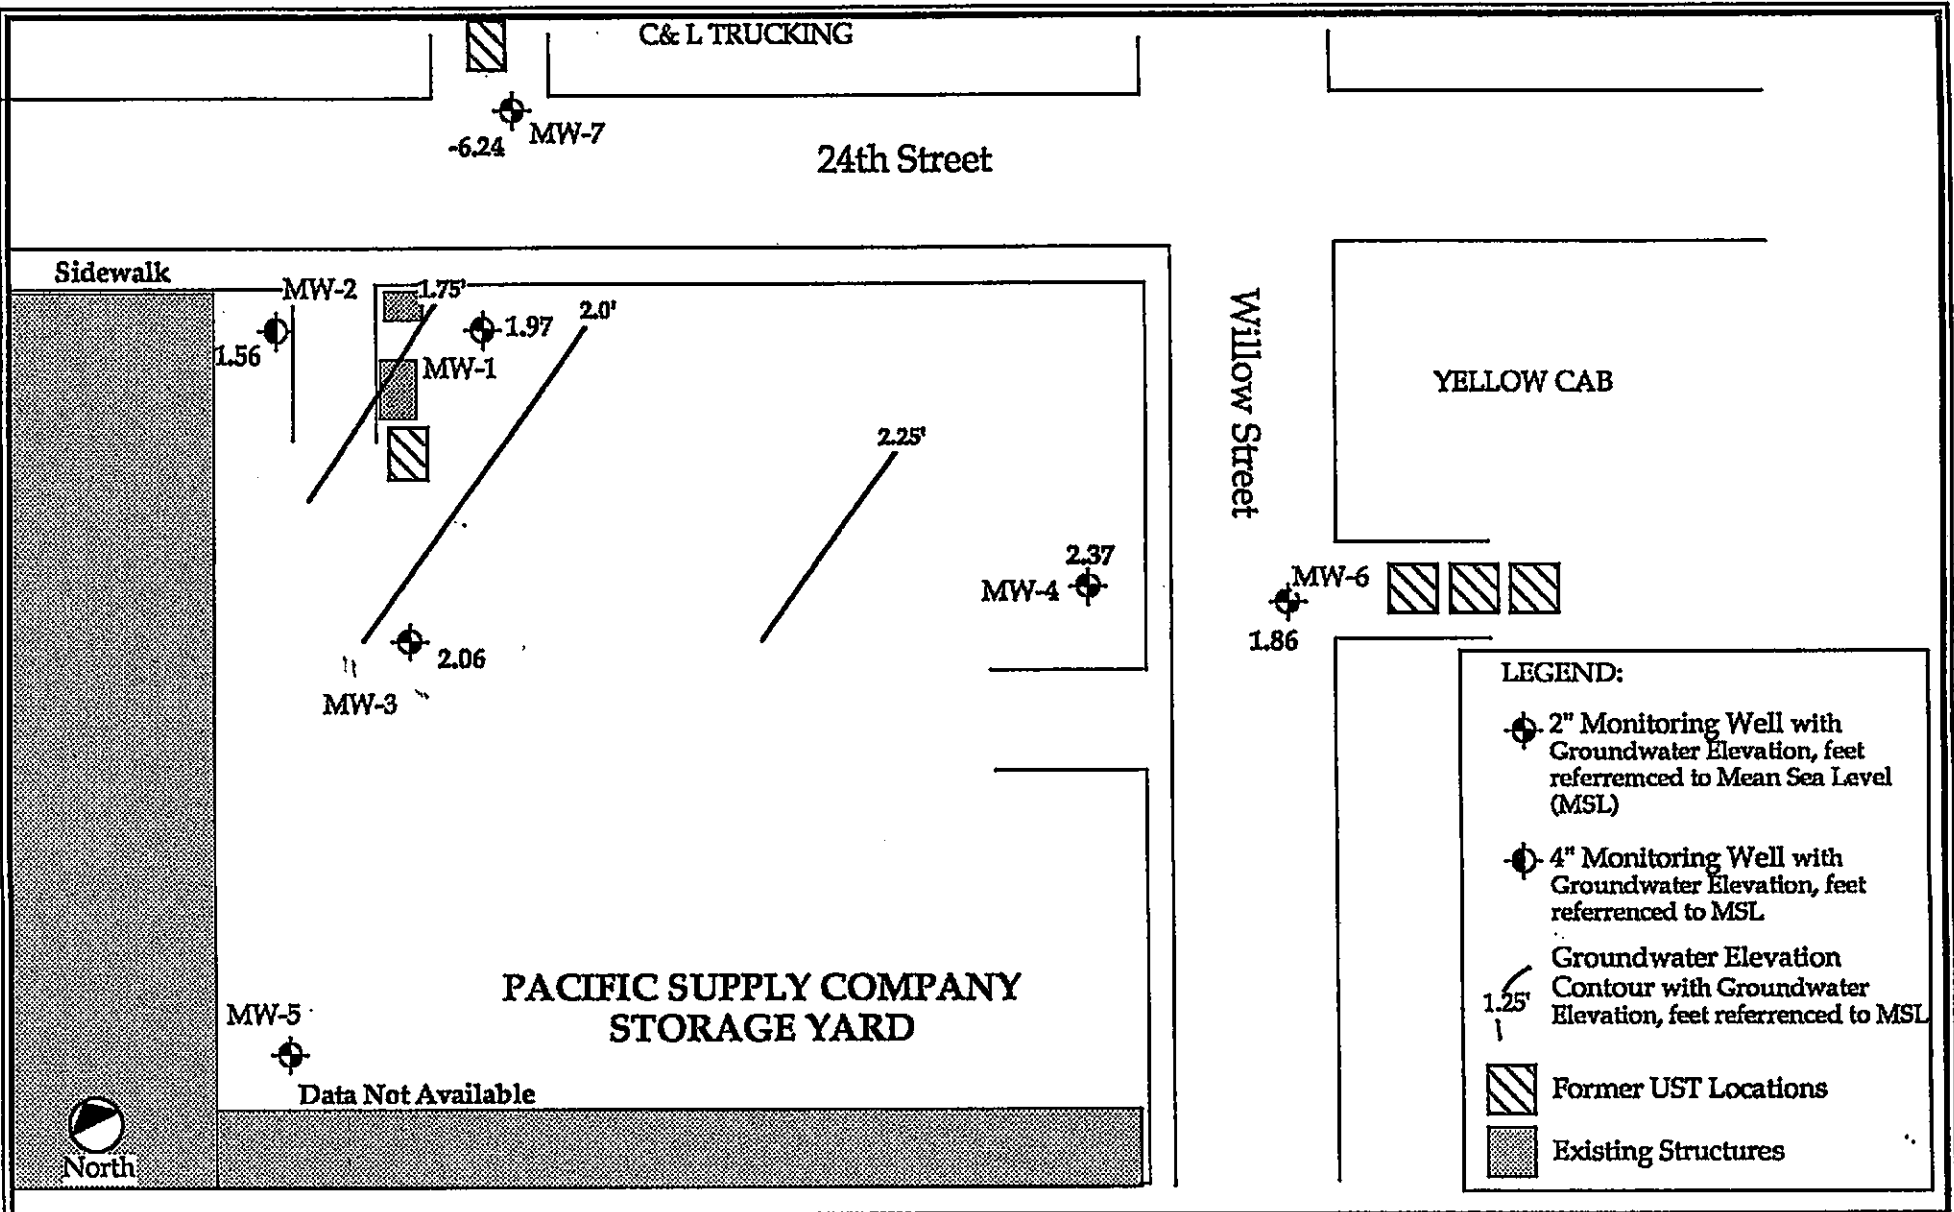 C& L TRUCKING
MW-7
-6.24
24th Street
Sidewalk
MW-2
1.56
1.75'
1.97
MW-1
2.0'
2.25'
Willow Street
YELLOW CAB
2.37
MW-4
MW-6
1.86
2.06
MW-3
PACIFIC SUPPLY COMPANY
STORAGE YARD
MW-5
Data Not Available
North
LEGEND:
2" Monitoring Well with
Groundwater Elevation, feet
referremced to Mean Sea Level
(MSL)
4" Monitoring Well with
Groundwater Elevation, feet
referrenced to MSL
Groundwater Elevation
Contour with Groundwater
Elevation, feet referrenced to MSL
1.25'
Former UST Locations
Existing Structures